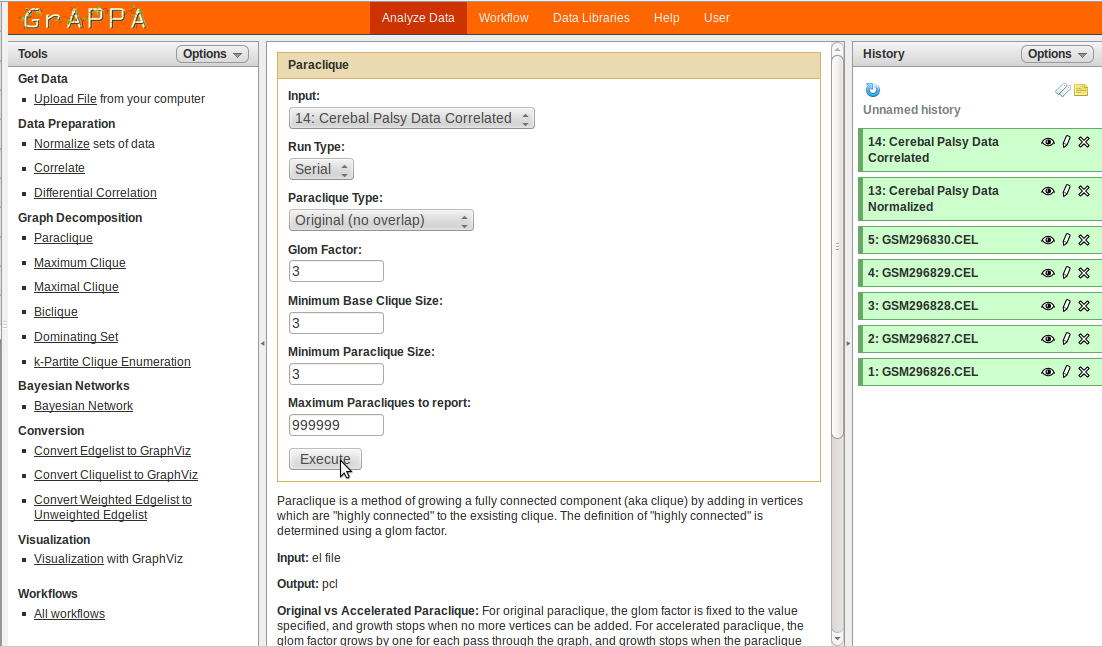 GrAPPA
Analyze Data
Workflow
Data Libraries
Help
User
Tools
Options
Get Data
Upload File from your computer
Data Preparation
Normalize sets of data
Correlate
Differential Correlation
Graph Decomposition
Paraclique
Maximum Clique
Maximal Clique
Biclique
Dominating Set
k-Partite Clique Enumeration
Bayesian Networks
Bayesian Network
Conversion
Convert Edgelist to GraphViz
Convert Cliquelist to GraphViz
Convert Weighted Edgelist to
Unweighted Edgelist
Visualization
Visualization with GraphViz
Workflows
All workflows
Paraclique
Input:
14: Cerebal Palsy Data Correlated
Run Type:
Serial
Paraclique Type:
Original (no overlap)
Glom Factor:
3
Minimum Base Clique Size:
3
Minimum Paraclique Size:
3
Maximum Paracliques to report:
999999
Execute
Paraclique is a method of growing a fully connected component (aka clique) by adding in vertices
which are "highly connected" to the exsisting clique. The definition of "highly connected" is
determined using a glom factor.
Input: el file
Output: pcl
Original vs Accelerated Paraclique: For original paraclique, the glom factor is fixed to the value
specified, and growth stops when no more vertices can be added. For accelerated paraclique, the
glom factor grows by one for each pass through the graph, and growth stops when the paraclique
History
Options
Unnamed history
14: Cerebal Palsy Data
Correlated
13: Cerebal Palsy Data
Normalized
5: GSM296830.CEL
4: GSM296829.CEL
3: GSM296828.CEL
2: GSM296827.CEL
1: GSM296826.CEL